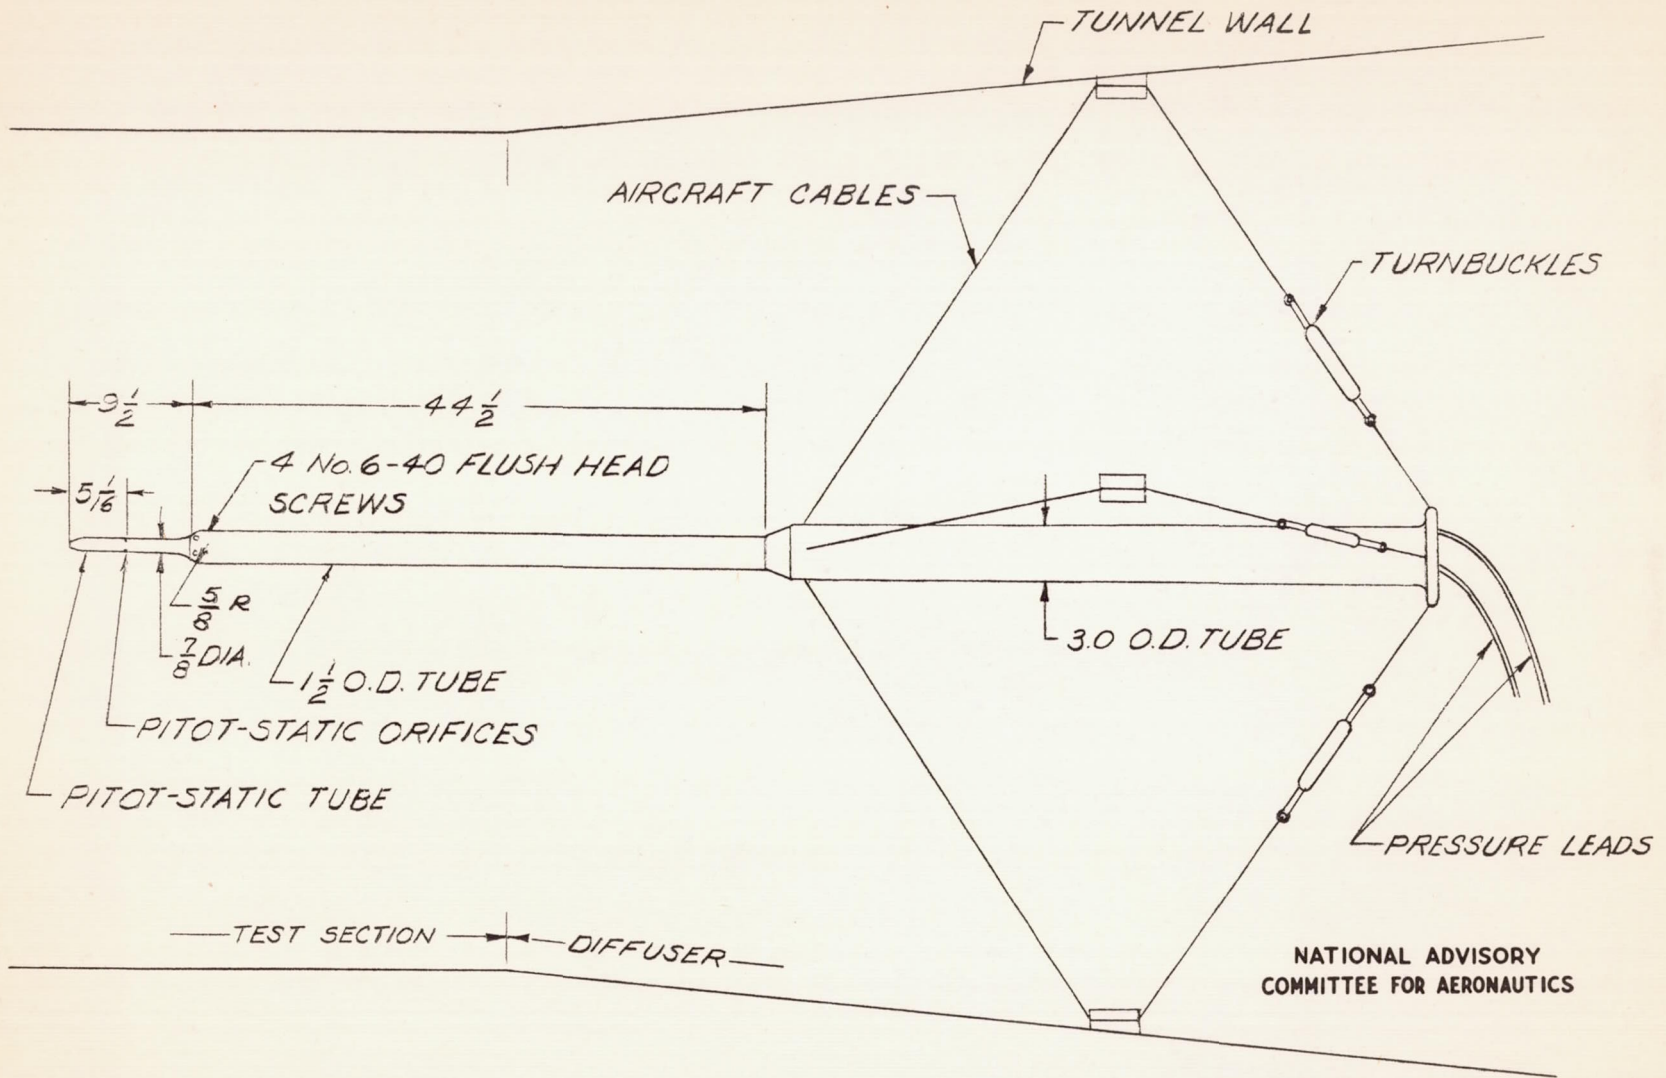 TUNNEL WALL
AIRCRAFT CABLES
TURNBUCKLES
9 1/2
44 1/2
4 No. 6-40 FLUSH HEAD
SCREWS
5 1/16
5/8 R
7/8 DIA.
1 1/2 O.D. TUBE
3.0 O.D. TUBE
PITOT-STATIC ORIFICES
PITOT-STATIC TUBE
PRESSURE LEADS
TEST SECTION
DIFFUSER
NATIONAL ADVISORY
COMMITTEE FOR AERONAUTICS